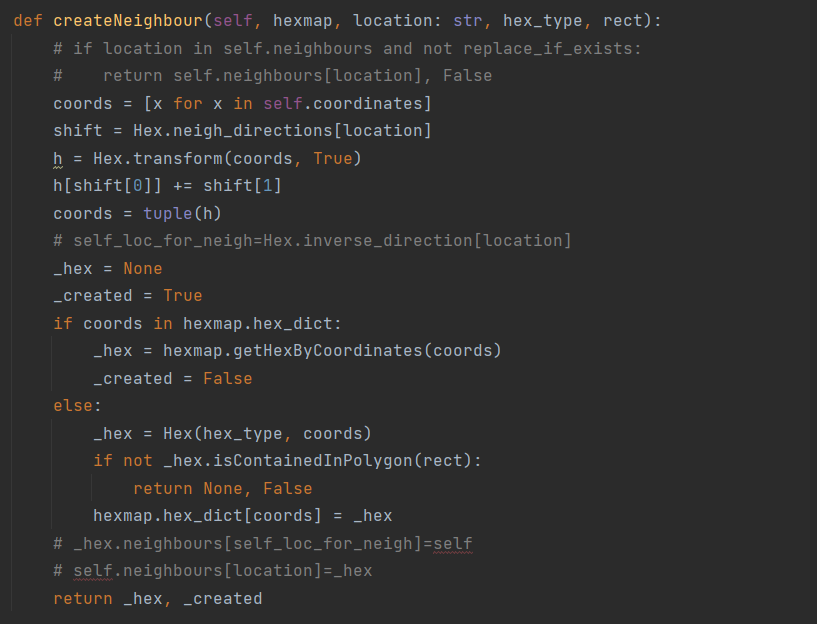 def createNeighbour(self, hexmap, location: str, hex_type, rect):
    # if location in self.neighbours and not replace_if_exists:
    #    return self.neighbours[location], False
    coords = [x for x in self.coordinates]
    shift = Hex.neigh_directions[location]
    h = Hex.transform(coords, True)
    h[shift[0]] += shift[1]
    coords = tuple(h)
    # self_loc_for_neigh=Hex.inverse_direction[location]
    _hex = None
    _created = True
    if coords in hexmap.hex_dict:
        _hex = hexmap.getHexByCoordinates(coords)
        _created = False
    else:
        _hex = Hex(hex_type, coords)
        if not _hex.isContainedInPolygon(rect):
            return None, False
        hexmap.hex_dict[coords] = _hex
    # _hex.neighbours[self_loc_for_neigh]=self
    # self.neighbours[location]=_hex
    return _hex, _created